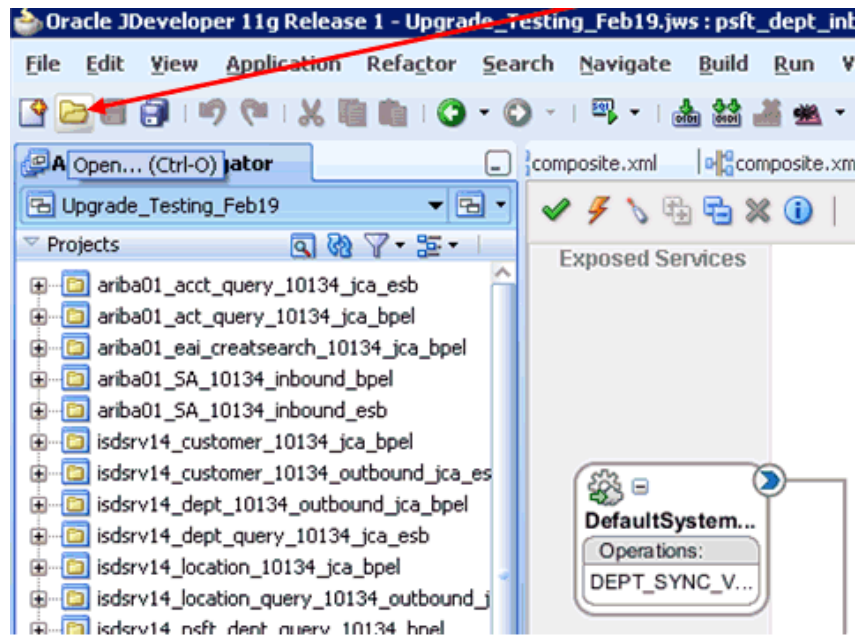 Oracle JDeveloper 11g Release 1 - Upgrade_Testing_Feb19.jws : psft_dept_inb
File Edit View Application Refactor Search Navigate Build Run V
Open... (Ctrl-O)
composite.xml
composite.xm
Upgrade_Testing_Feb19
Projects
Exposed Services
ariba01_acct_query_10134_jca_esb
ariba01_act_query_10134_jca_bpel
ariba01_eai_creatsearch_10134_jca_bpel
ariba01_SA_10134_inbound_bpel
ariba01_SA_10134_inbound_esb
isdsrv14_customer_10134_jca_bpel
isdsrv14_customer_10134_outbound_jca_es
isdsrv14_dept_10134_outbound_jca_bpel
isdsrv14_dept_query_10134_jca_esb
isdsrv14_location_10134_jca_bpel
isdsrv14_location_query_10134_outbound_j
isdsrv14_psft_dept_query_10134_bpel
DefaultSystem...
Operations:
DEPT_SYNC_V...